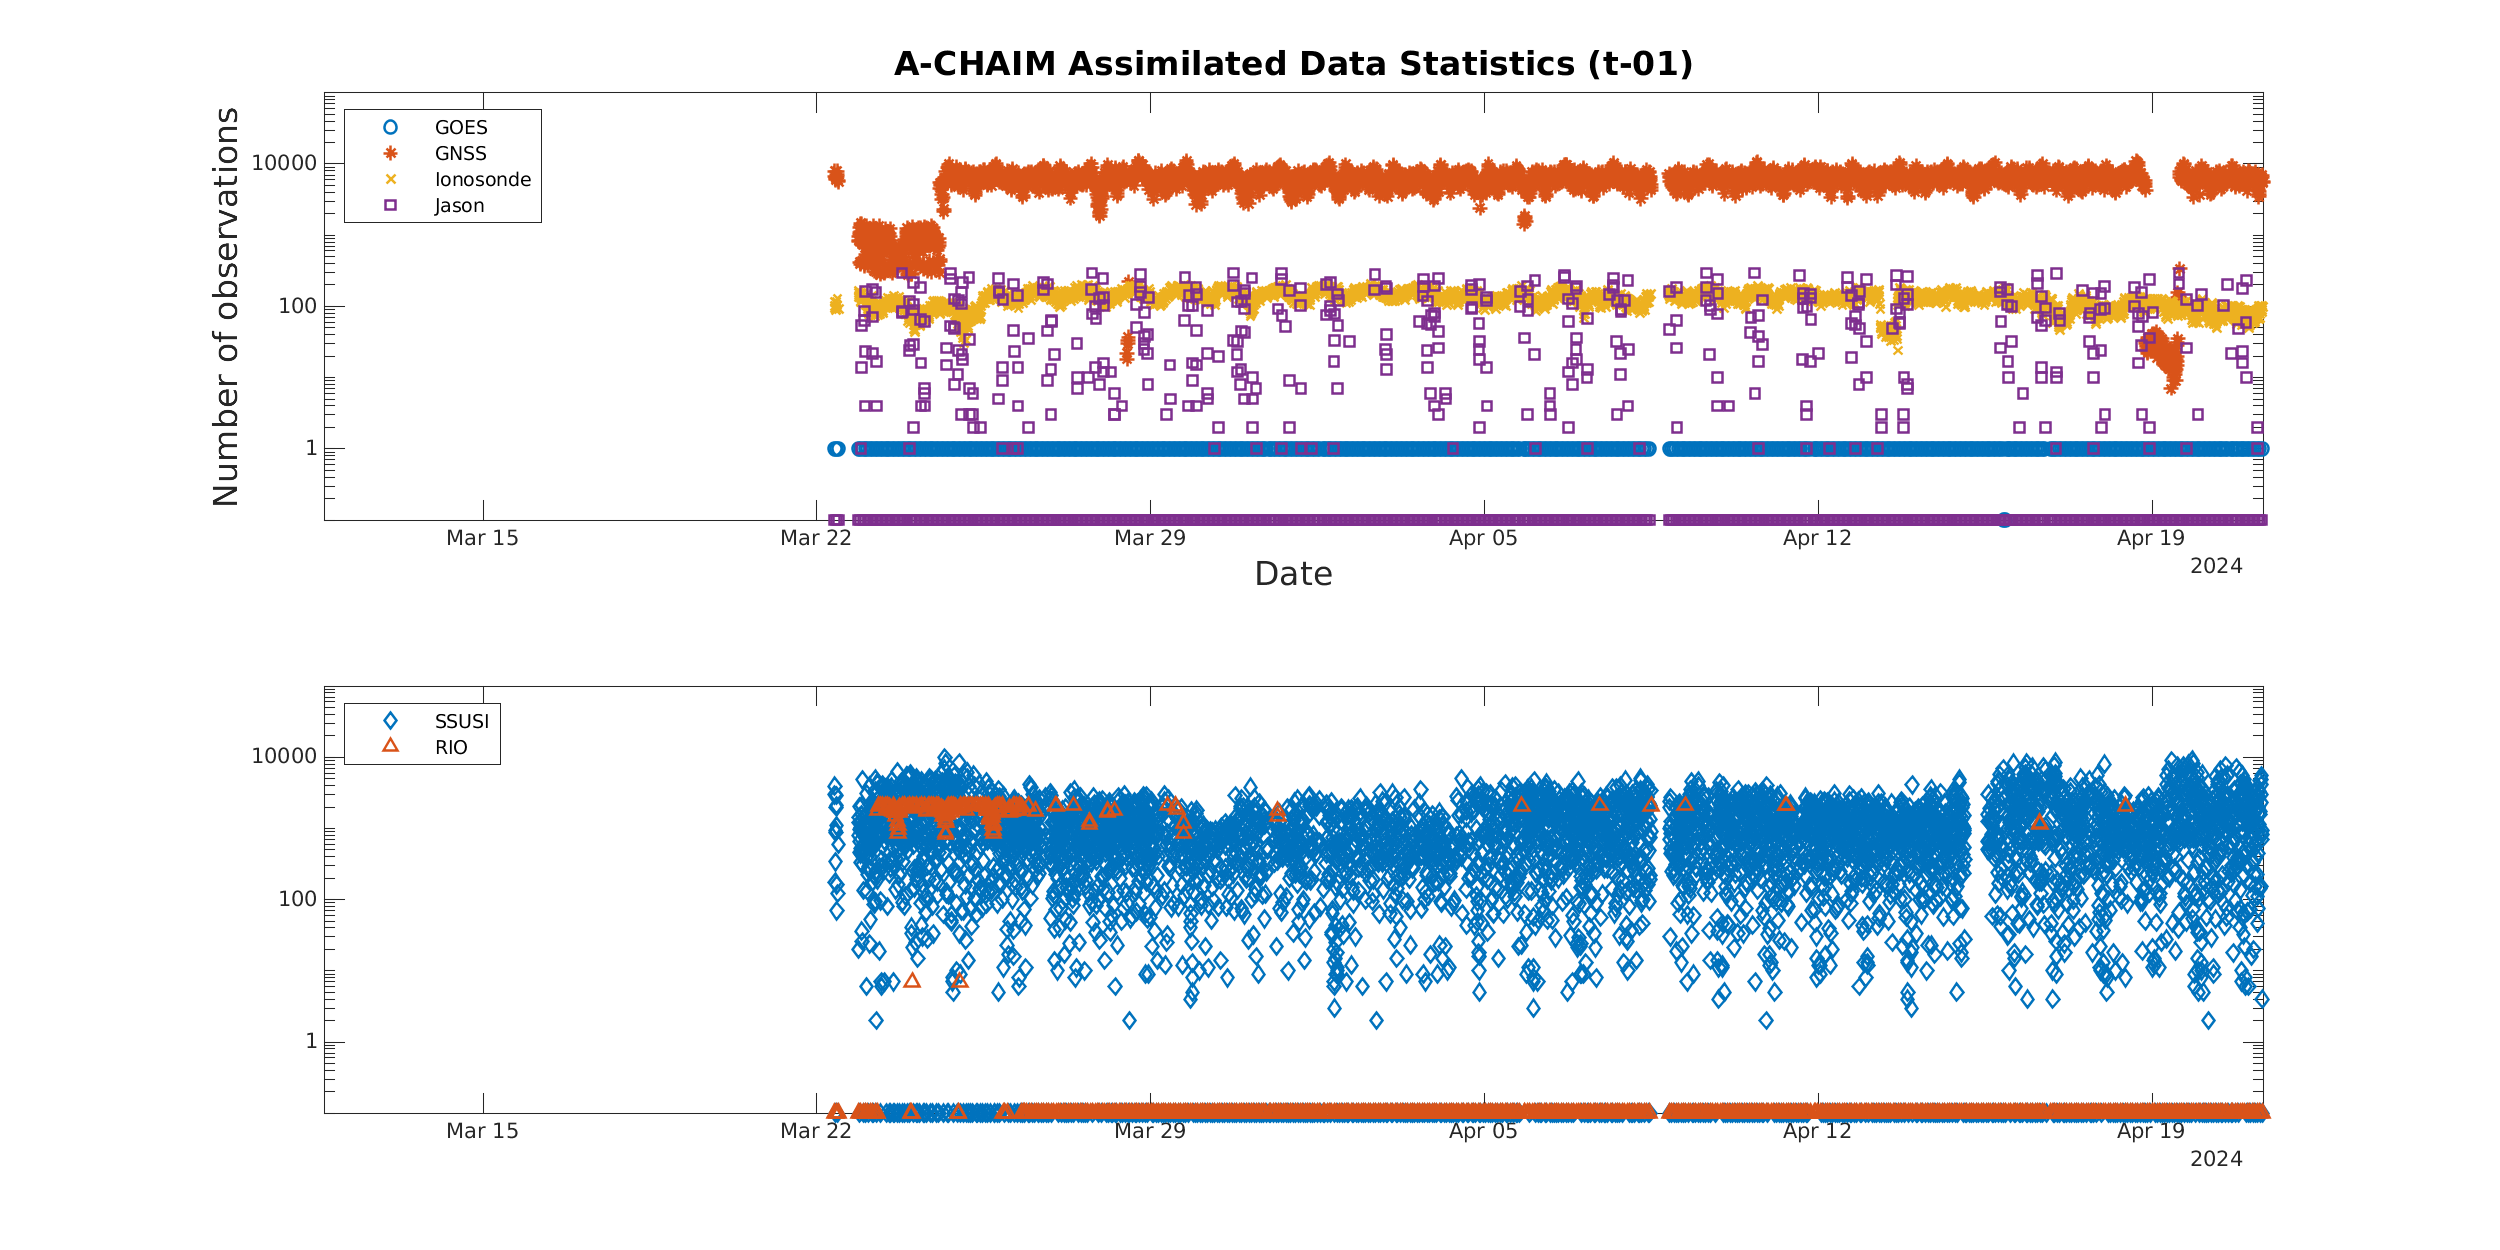 A-CHAIM Assimilated Data Statistics (t-01)
Number of observations
10000
100
1
GOES
GNSS
Ionosonde
Jason
Mar 15
Mar 22
Mar 29
Apr 05
Apr 12
Apr 19
2024
Date
10000
100
1
SSUSI
RIO
Mar 15
Mar 22
Mar 29
Apr 05
Apr 12
Apr 19
2024